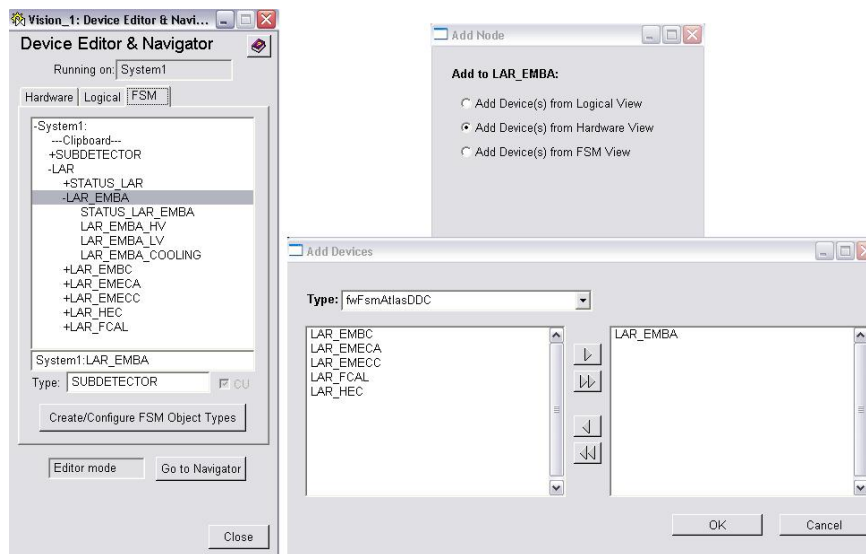 Vision_1: Device Editor & Navi...
Device Editor & Navigator
Running on: System1
Hardware Logical FSM
-System1:
---Clipboard---
+SUBDETECTOR
-LAR
+STATUS_LAR
-LAR_EMBA
STATUS_LAR_EMBA
LAR_EMBA_HV
LAR_EMBA_LV
LAR_EMBA_COOLING
+LAR_EMBC
+LAR_EMECA
+LAR_EMECC
+LAR_HEC
+LAR_FCAL
System1:LAR_EMBA
Type: SUBDETECTOR CU
Create/Configure FSM Object Types
Editor mode Go to Navigator
Close
Add Node
Add to LAR_EMBA:
Add Device(s) from Logical View
Add Device(s) from Hardware View
Add Device(s) from FSM View
Add Devices
Type: fwFsmAtlasDDC
LAR_EMBC
LAR_EMECA
LAR_EMECC
LAR_FCAL
LAR_HEC
LAR_EMBA
OK Cancel